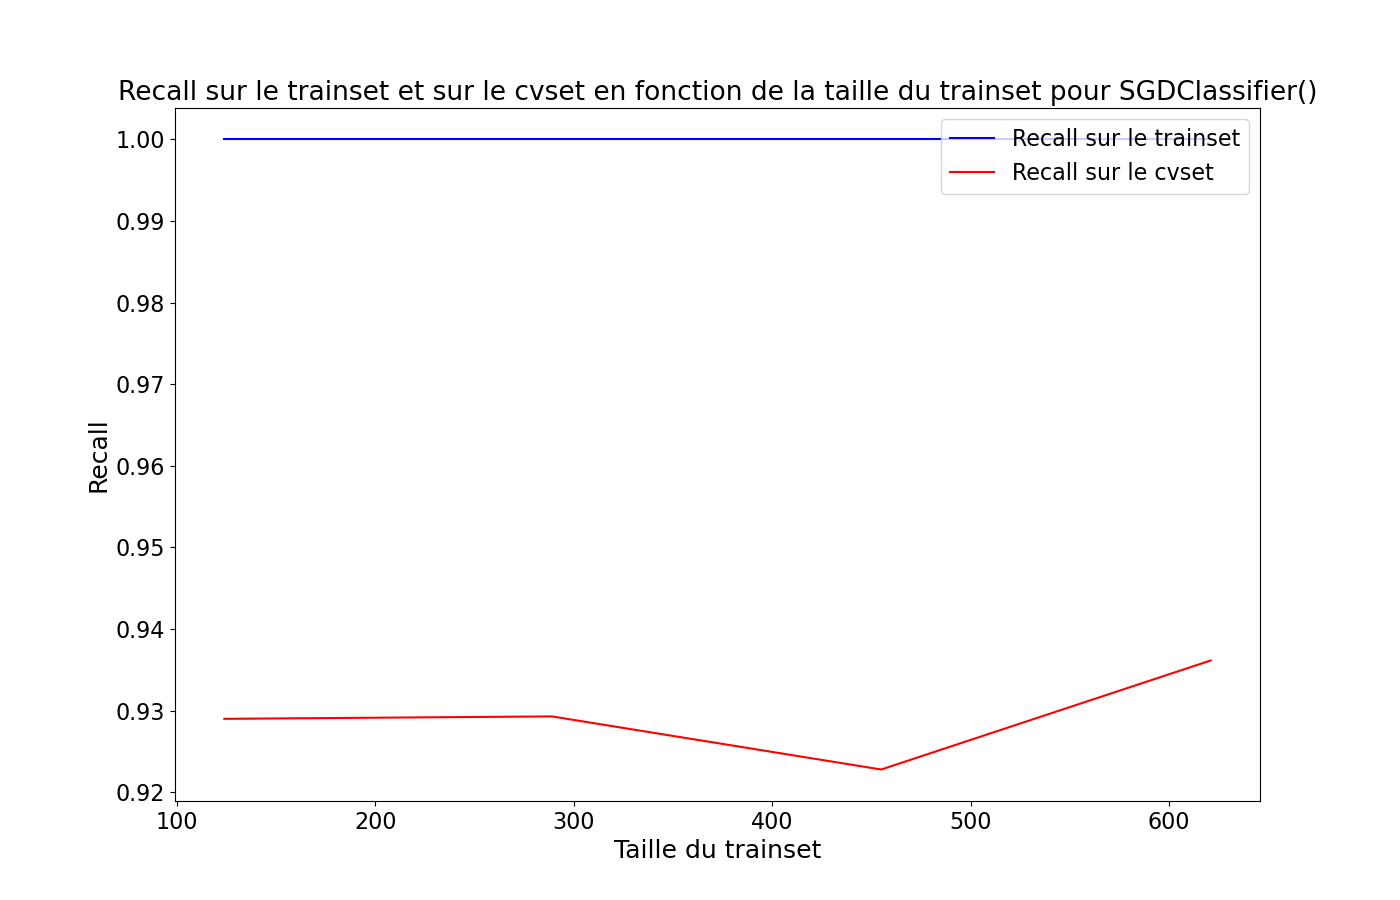 Recall sur le trainset et sur le cvset en fonction de la taille du trainset pour SGDClassifier()
Recall sur le trainset
Recall sur le cvset
1.00
0.99
0.98
0.97
0.96
0.95
0.94
0.93
0.92
Recall
100 200 300 400 500 600
Taille du trainset